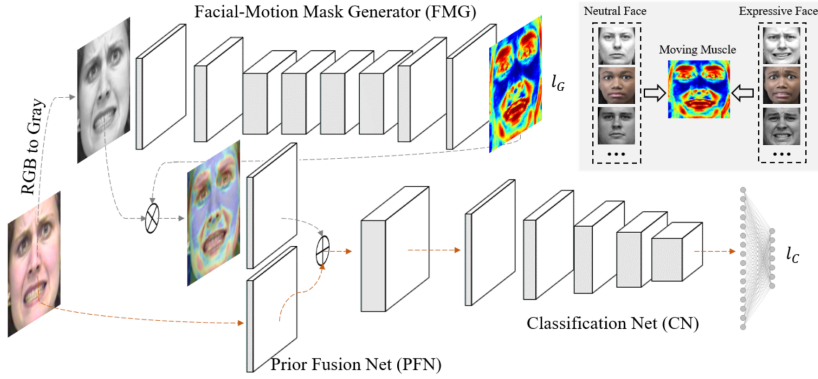 Facial-Motion Mask Generator (FMG)
Neutral Face
Expressive Face
Moving Muscle
l_G
RGB to Gray
l_C
Classification Net (CN)
Prior Fusion Net (PFN)